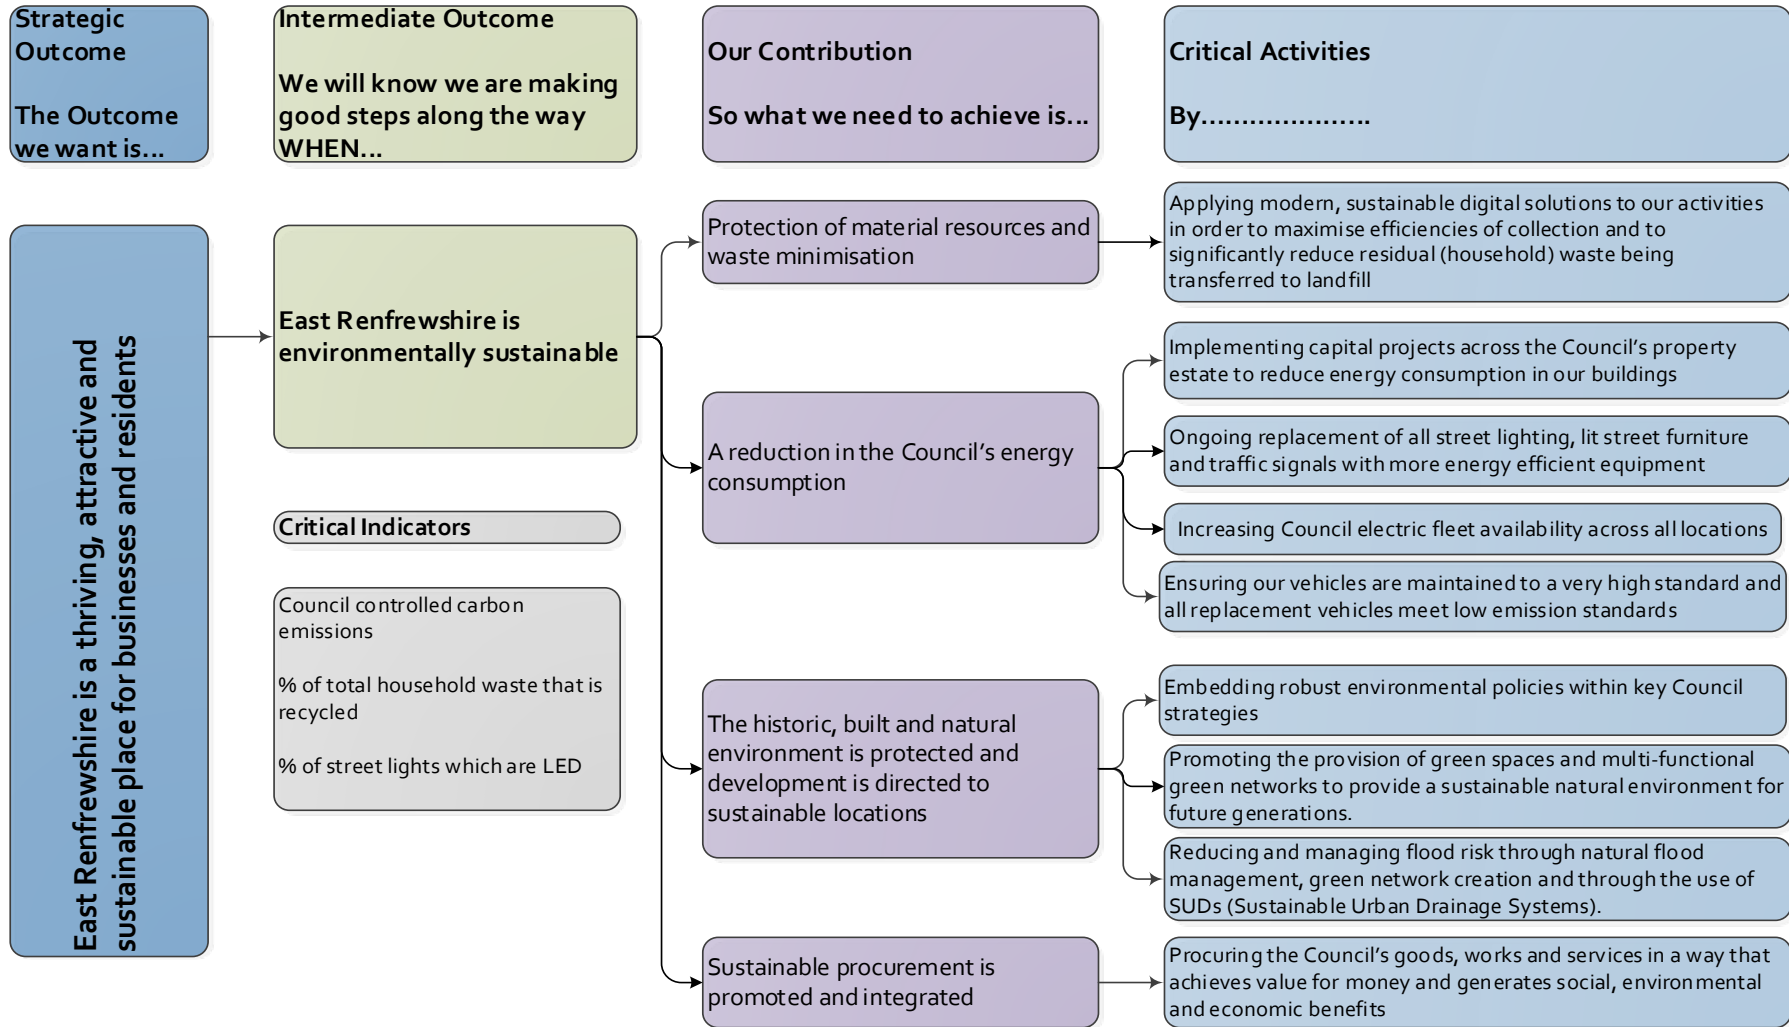 Strategic
Outcome
The Outcome
we want is...
Intermediate Outcome
We will know we are making
good steps along the way
WHEN...
Our Contribution
So what we need to achieve is...
Critical Activities
By.....................
East Renfrewshire is a thriving, attractive and
sustainable place for businesses and residents
East Renfrewshire is
environmentally sustainable
Critical Indicators
Council controlled carbon
emissions
% of total household waste that is
recycled
% of street lights which are LED
Protection of material resources and
waste minimisation
Applying modern, sustainable digital solutions to our activities
in order to maximise efficiencies of collection and to
significantly reduce residual (household) waste being
transferred to landfill
A reduction in the Council's energy
consumption
Implementing capital projects across the Council's property
estate to reduce energy consumption in our buildings
Ongoing replacement of all street lighting, lit street furniture
and traffic signals with more energy efficient equipment
Increasing Council electric fleet availability across all locations
Ensuring our vehicles are maintained to a very high standard and
all replacement vehicles meet low emission standards
The historic, built and natural
environment is protected and
development is directed to
sustainable locations
Embedding robust environmental policies within key Council
strategies
Promoting the provision of green spaces and multi-functional
green networks to provide a sustainable natural environment for
future generations.
Reducing and managing flood risk through natural flood
management, green network creation and through the use of
SUDs (Sustainable Urban Drainage Systems).
Sustainable procurement is
promoted and integrated
Procuring the Council's goods, works and services in a way that
achieves value for money and generates social, environmental
and economic benefits